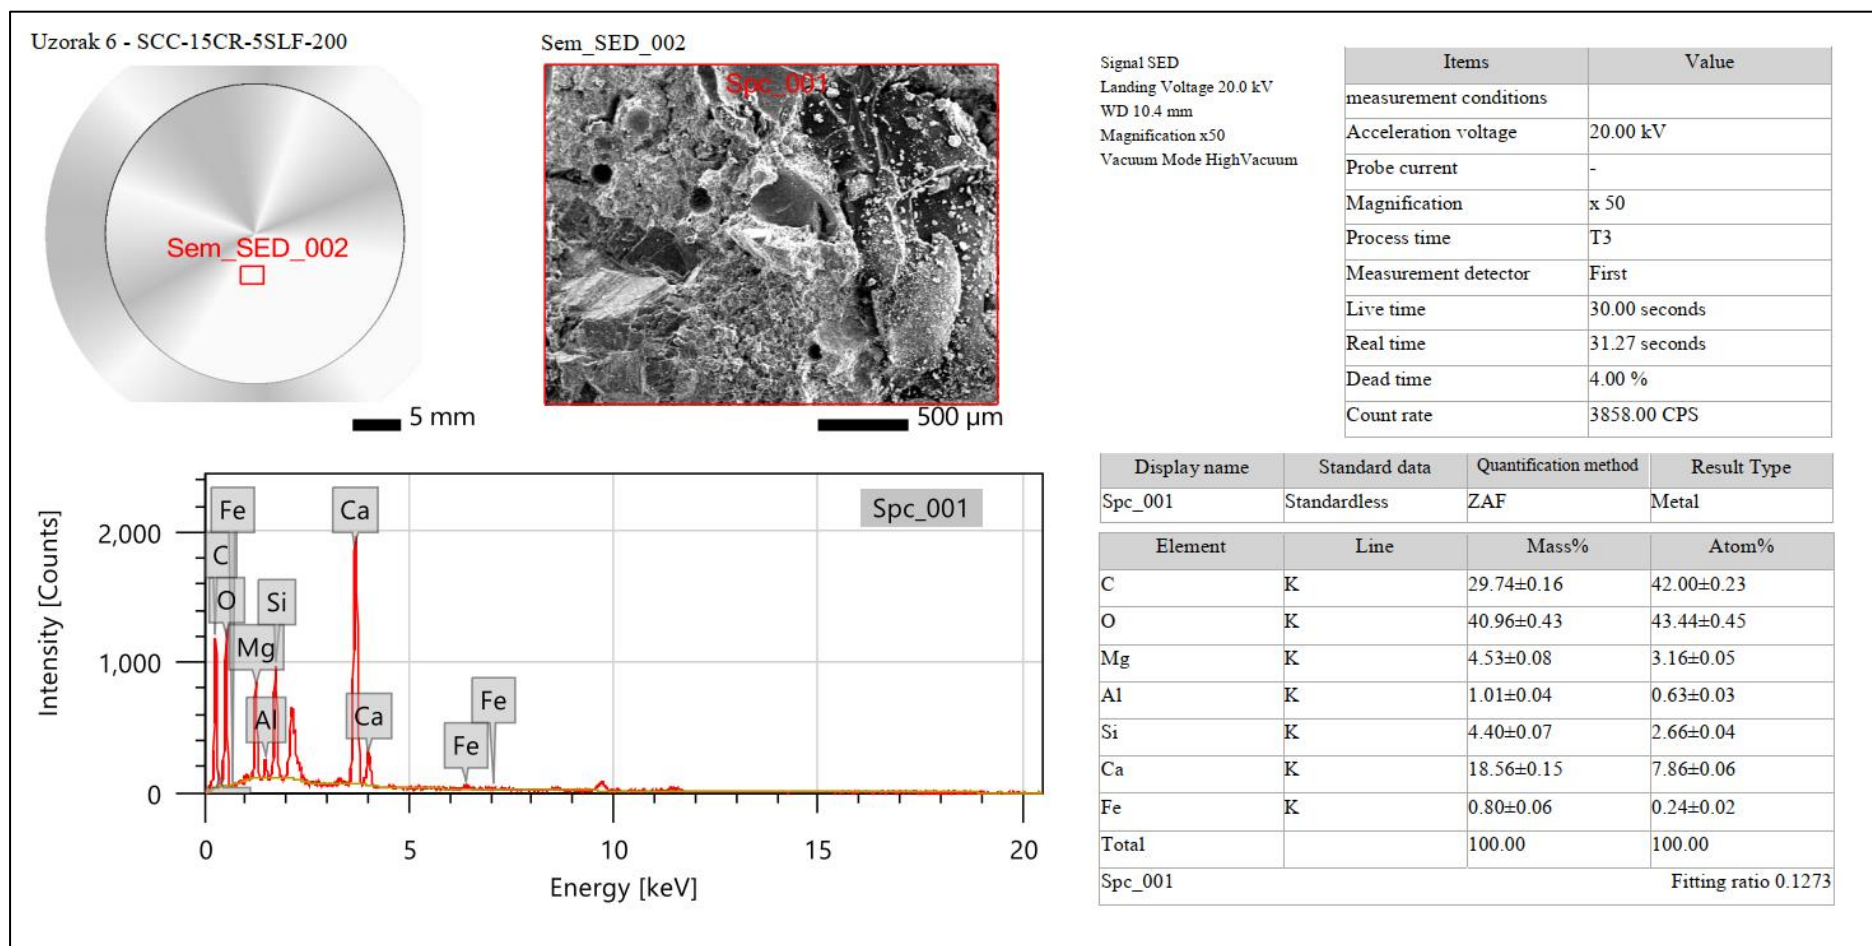 Uzorak 6 - SCC-15CR-5SLF-200
Sem_SED_002
5 mm
Sem_SED_002
Spc_001
500 µm
Signal SED
Landing Voltage 20.0 kV
WD 10.4 mm
Magnification x50
Vacuum Mode HighVacuum
Items Value
measurement conditions
Acceleration voltage 20.00 kV
Probe current -
Magnification x 50
Process time T3
Measurement detector First
Live time 30.00 seconds
Real time 31.27 seconds
Dead time 4.00 %
Count rate 3858.00 CPS
Intensity [Counts]
2,000
1,000
0
Fe
C
O
Mg
Al
Si
Ca
Ca
Fe
Fe
Spc_001
0 5 10 15 20
Energy [keV]
Display name Standard data Quantification method Result Type
Spc_001 Standardless ZAF Metal
Element Line Mass% Atom%
C K 29.74±0.16 42.00±0.23
O K 40.96±0.43 43.44±0.45
Mg K 4.53±0.08 3.16±0.05
Al K 1.01±0.04 0.63±0.03
Si K 4.40±0.07 2.66±0.04
Ca K 18.56±0.15 7.86±0.06
Fe K 0.80±0.06 0.24±0.02
Total 100.00 100.00
Spc_001 Fitting ratio 0.1273